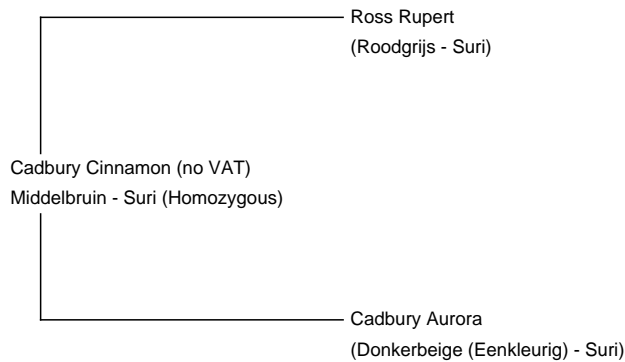 Ross Rupert
(Roodgrijs - Suri)
Cadbury Cinnamon (no VAT)
Middelbruin - Suri (Homozygous)
Cadbury Aurora
(Donkerbeige (Eenkleurig) - Suri)